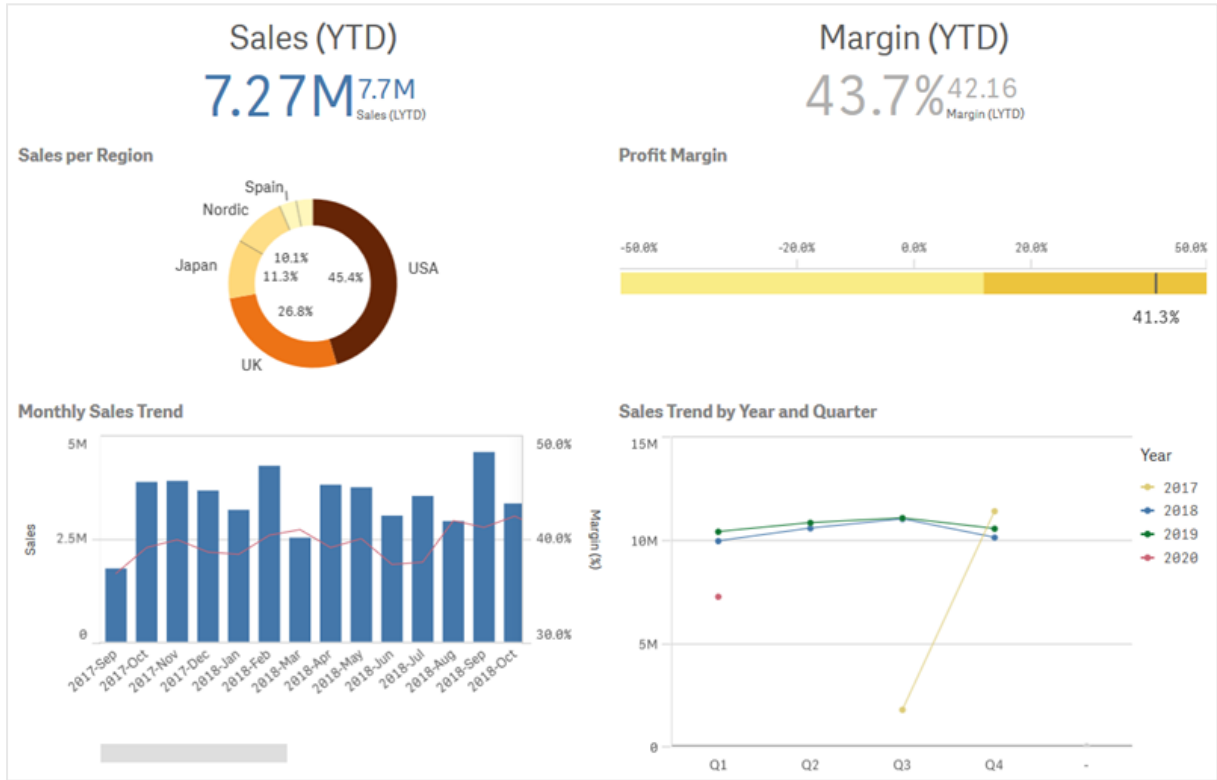 Sales (YTD)
7.27M 7.7M
Sales (LYTD)
Margin (YTD)
43.7% 42.16
Margin (LYTD)
Sales per Region
Spain
Nordic
Japan
USA
UK
10.1%
11.3%
45.4%
26.8%
Profit Margin
-50.0% -20.0% 0.0% 20.0% 50.0%
41.3%
Monthly Sales Trend
5M
2.5M
0
Sales
50.0%
40.0%
30.0%
Margin (%)
2017-Sep 2017-Oct 2017-Nov 2017-Dec 2018-Jan 2018-Feb 2018-Mar 2018-Apr 2018-May 2018-Jun 2018-Jul 2018-Aug 2018-Sep 2018-Oct
Sales Trend by Year and Quarter
15M
10M
5M
0
Q1 Q2 Q3 Q4 -
Year
2017
2018
2019
2020